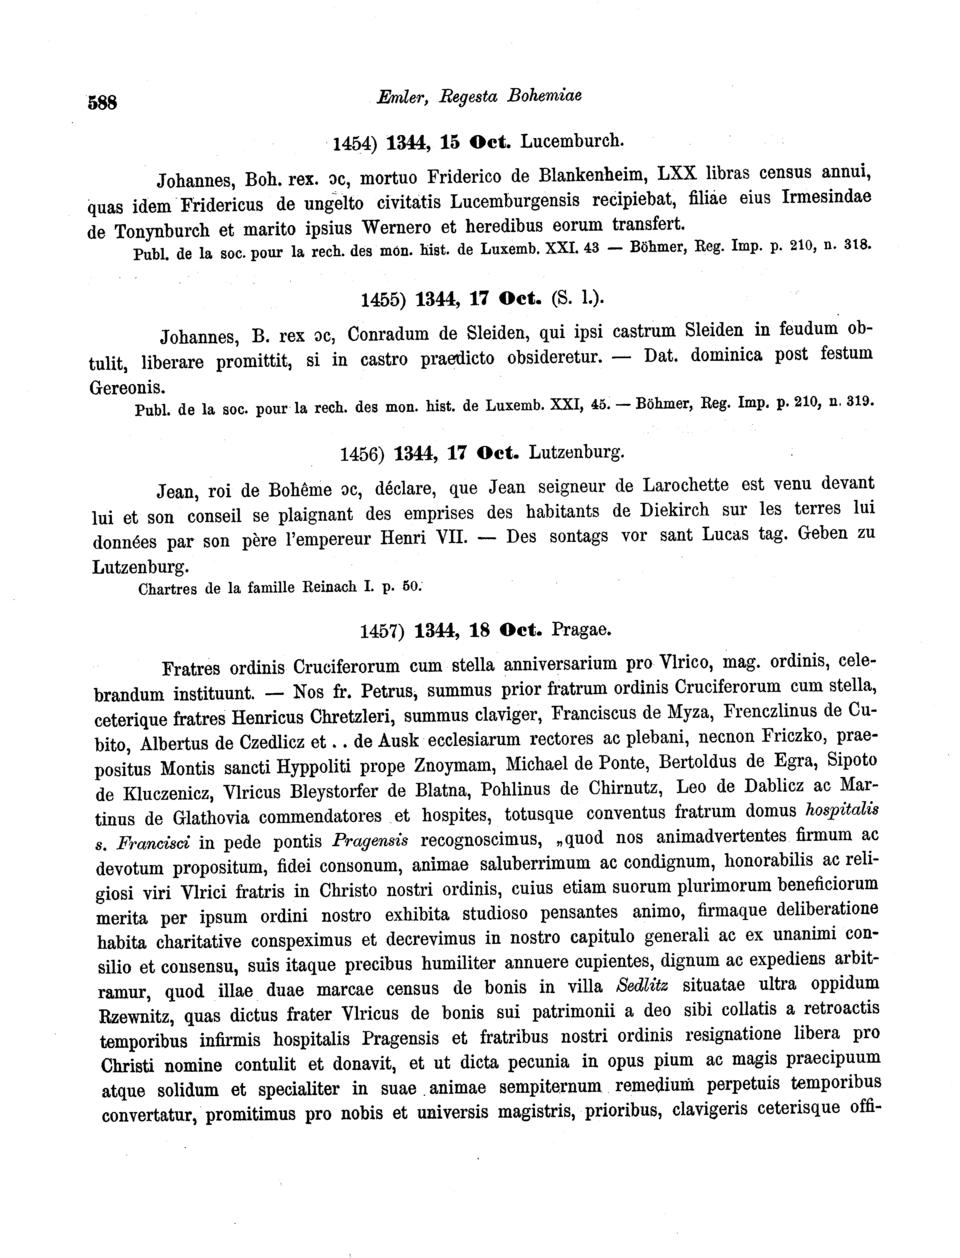 588
Emler, Regesta Bohemiae
1454) 1344, 15 Oct. Lucemburch.
Johannes, Boh. rex. ɔc, mortuo Friderico de Blankenheim, LXX libras census annui,
quas idem Fridericus de ungelto civitatis Lucemburgensis recipiebat, filiae eius Irmesindae
de Tonynburch et marito ipsius Wernero et heredibus eorum transfert.
Publ. de la soc. pour la rech. des mon. hist. de Luxemb. XXI. 43 — Böhmer, Reg. Imp. p. 210, n. 318.
1455) 1344, 17 Oct. (S. l.).
Johannes, B. rex ɔc, Conradum de Sleiden, qui ipsi castrum Sleiden in feudum ob-
tulit, liberare promittit, si in castro praedicto obsideretur. — Dat. dominica post festum
Gereonis.
Publ. de la soc. pour la rech. des mon. hist. de Luxemb. XXI, 45. — Böhmer, Reg. Imp. p. 210, n. 319.
1456) 1344, 17 Oct. Lutzenburg.
Jean, roi de Bohême ɔc, déclare, que Jean seigneur de Larochette est venu devant
lui et son conseil se plaignant des emprises des habitants de Diekirch sur les terres lui
données par son père l'empereur Henri VII. — Des sontags vor sant Lucas tag. Geben zu
Lutzenburg.
Chartres de la famille Reinach I. p. 50.
1457) 1344, 18 Oct. Pragae.
Fratres ordinis Cruciferorum cum stella anniversarium pro Vlrico, mag. ordinis, cele-
brandum instituunt. — Nos fr. Petrus, summus prior fratrum ordinis Cruciferorum cum stella,
ceterique fratres Henricus Chretzleri, summus claviger, Franciscus de Myza, Frenczlinus de Cu-
bito, Albertus de Czedlicz et . . de Ausk ecclesiarum rectores ac plebani, necnon Friczko, prae-
positus Montis sancti Hyppoliti prope Znoymam, Michael de Ponte, Bertoldus de Egra, Sipoto
de Kluczenicz, Vlricus Bleystorfer de Blatna, Pohlinus de Chirnutz, Leo de Dablicz ac Mar-
tinus de Glathovia commendatores et hospites, totusque conventus fratrum domus hospitalis
s. Francisci in pede pontis Pragensis recognoscimus, „quod nos animadvertentes firmum ac
devotum propositum, fidei consonum, animae saluberrimum ac condignum, honorabilis ac reli-
giosi viri Vlrici fratris in Christo nostri ordinis, cuius etiam suorum plurimorum beneficiorum
merita per ipsum ordini nostro exhibita studioso pensantes animo, firmaque deliberatione
habita charitative conspeximus et decrevimus in nostro capitulo generali ac ex unanimi con-
silio et consensu, suis itaque precibus humiliter annuere cupientes, dignum ac expediens arbit-
ramur, quod illae duae marcae census de bonis in villa Sedlitz situatae ultra oppidum
Rzewnitz, quas dictus frater Vlricus de bonis sui patrimonii a deo sibi collatis a retroactis
temporibus infirmis hospitalis Pragensis et fratribus nostri ordinis resignatione libera pro
Christi nomine contulit et donavit, et ut dicta pecunia in opus pium ac magis praecipuum
atque solidum et specialiter in suae animae sempiternum remedium perpetuis temporibus
convertatur, promitimus pro nobis et universis magistris, prioribus, clavigeris ceterisque offi-